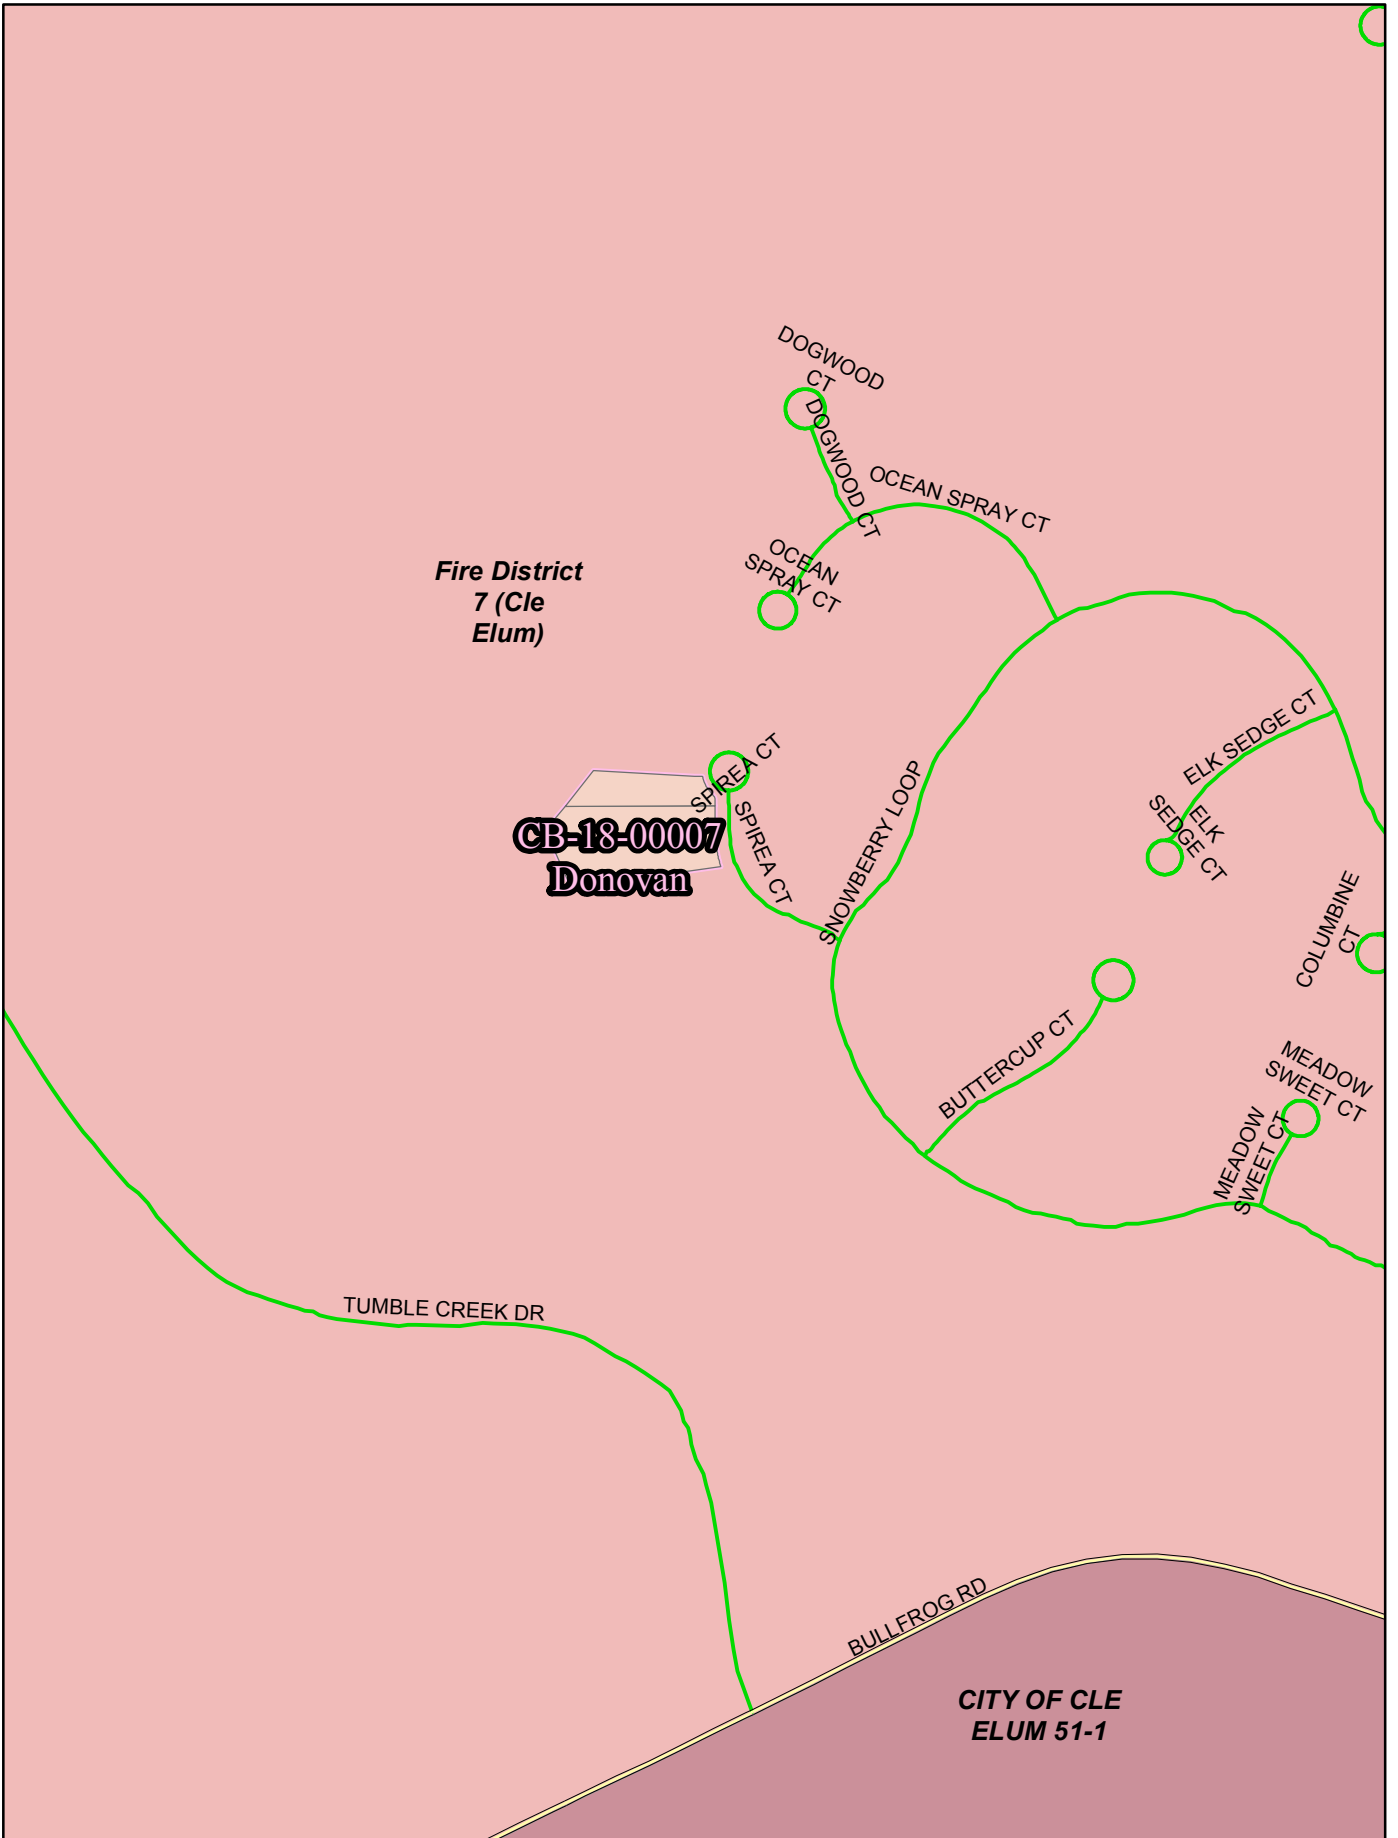 DOGWOOD
CT
DOGWOOD CT
OCEAN SPRAY CT
OCEAN
SPRAY CT
Fire District
7 (Cle
Elum)
ELK SEDGE CT
SPIREA CT
SPIREA CT
SNOWBERRY LOOP
ELK
SEDGE CT
CB-18-00007
Donovan
COLUMBINE
CT
BUTTERCUP CT
MEADOW
SWEET CT
MEADOW
SWEET CT
TUMBLE CREEK DR
BULLFROG RD
CITY OF CLE
ELUM 51-1